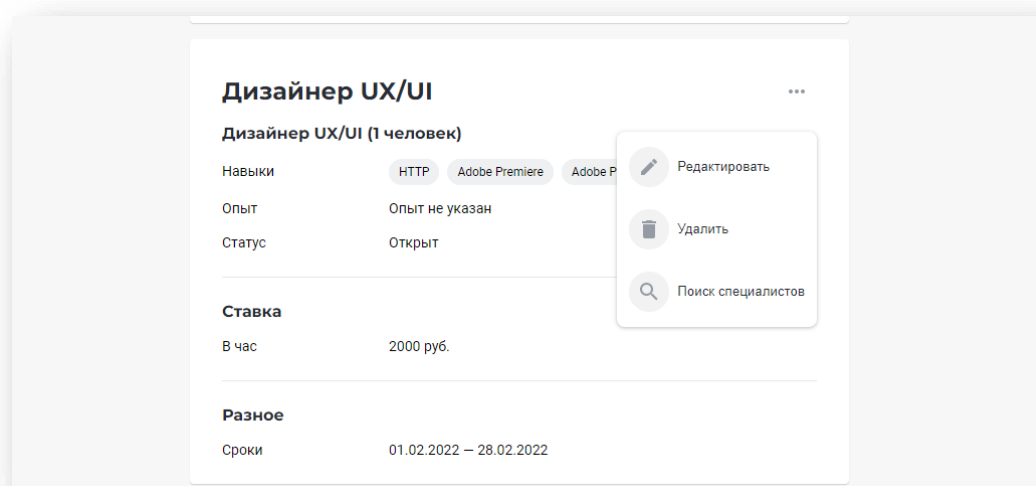 Дизайнер UX/UI
Дизайнер UX/UI (1 человек)
Навыки HTTP Adobe Premiere Adobe P
Редактировать
Опыт Опыт не указан
Удалить
Статус Открыт
Поиск специалистов
Ставка
В час 2000 руб.
Разное
Сроки 01.02.2022 — 28.02.2022